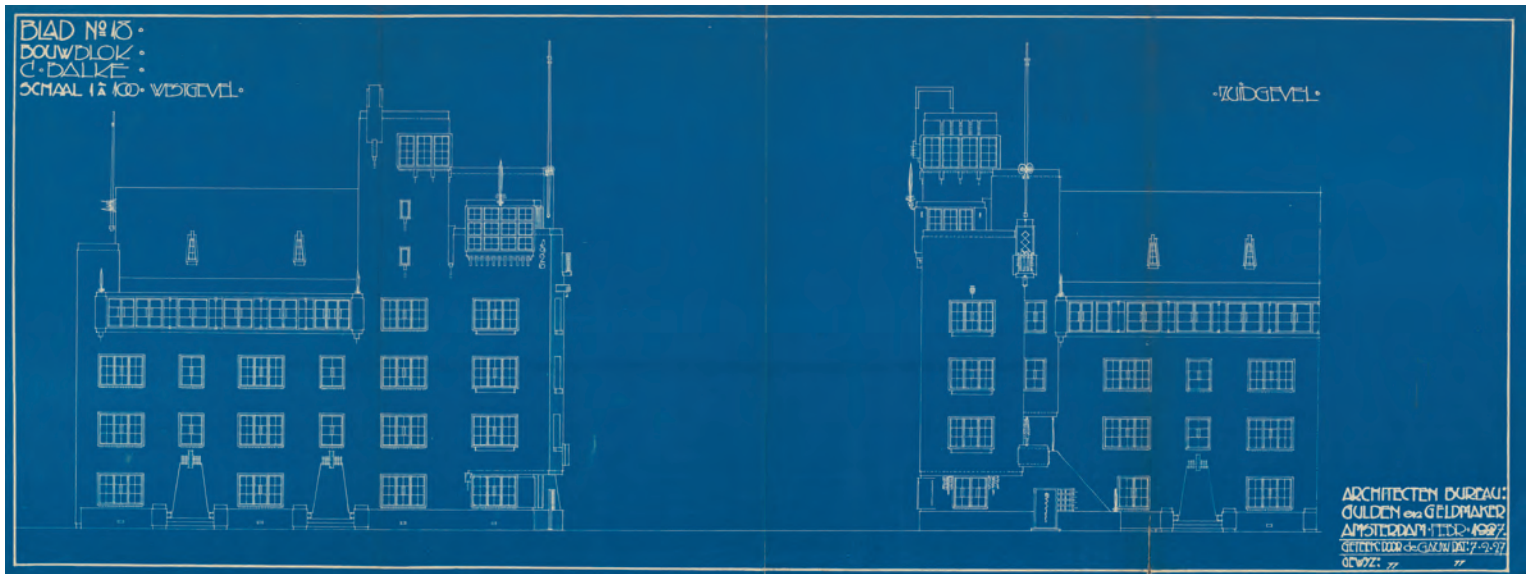 BLAD No 18 •
BOUWBLOK •
C • BALKE •
SCHAAL 1 à 100 • WESTGEVEL •
• ZUIDGEVEL •
ARCHITECTEN BUREAU:
GULDEN en GELDMAKER
AMSTERDAM • FEBR • 1927.
GETEEK: DOOR de GAUW DAT: 7-2-27
GEWYZ: " "